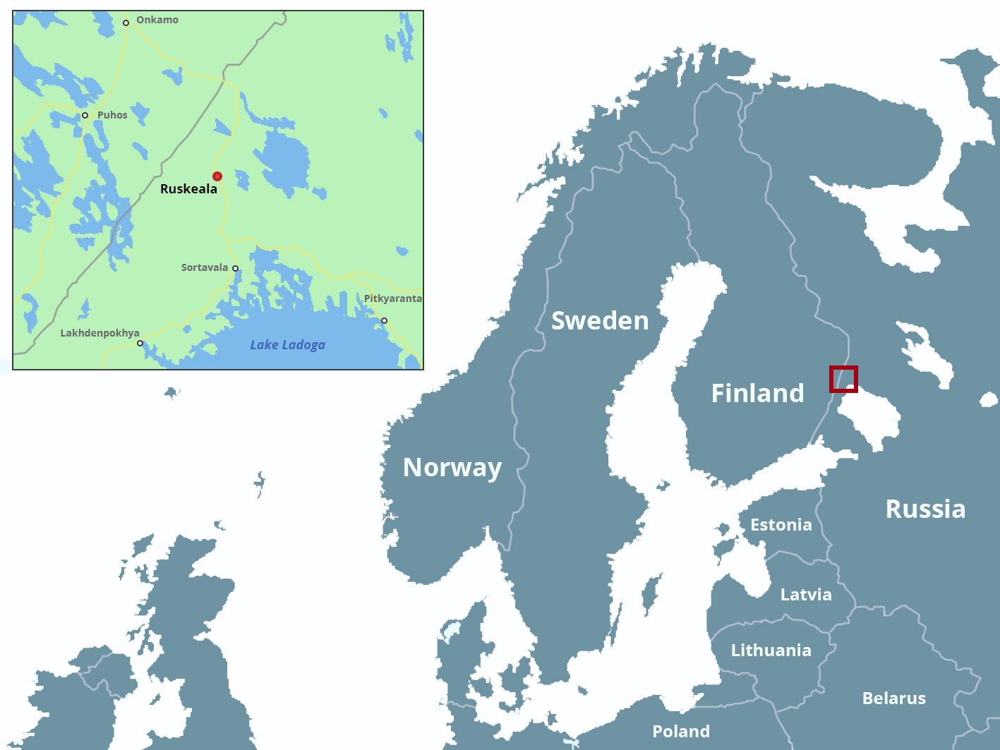 Onkamo
Puhos
Ruskeala
Sortavala
Pitkyaranta
Lakhdenpokhya
Lake Ladoga
Sweden
Finland
Norway
Russia
Estonia
Latvia
Lithuania
Belarus
Poland